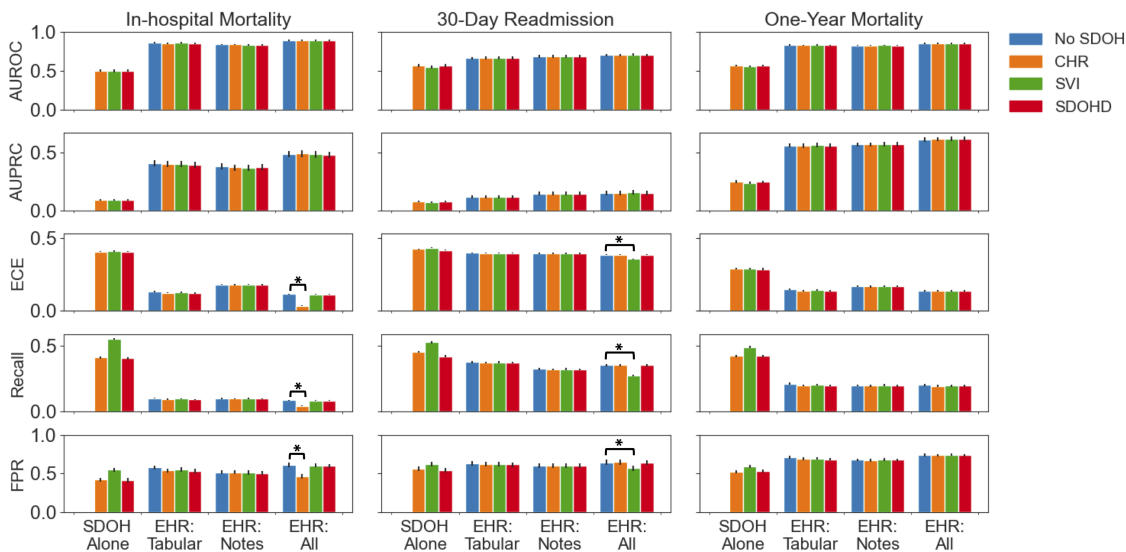 In-hospital Mortality
30-Day Readmission
One-Year Mortality
No SDOH
CHR
SVI
SDOHD
AUROC
1.0
0.5
0.0
AUPRC
0.5
0.0
ECE
0.5
0.0
*
*
Recall
0.5
0.0
*
*
FPR
1.0
0.5
0.0
*
*
SDOH
Alone
EHR:
Tabular
EHR:
Notes
EHR:
All
SDOH
Alone
EHR:
Tabular
EHR:
Notes
EHR:
All
SDOH
Alone
EHR:
Tabular
EHR:
Notes
EHR:
All